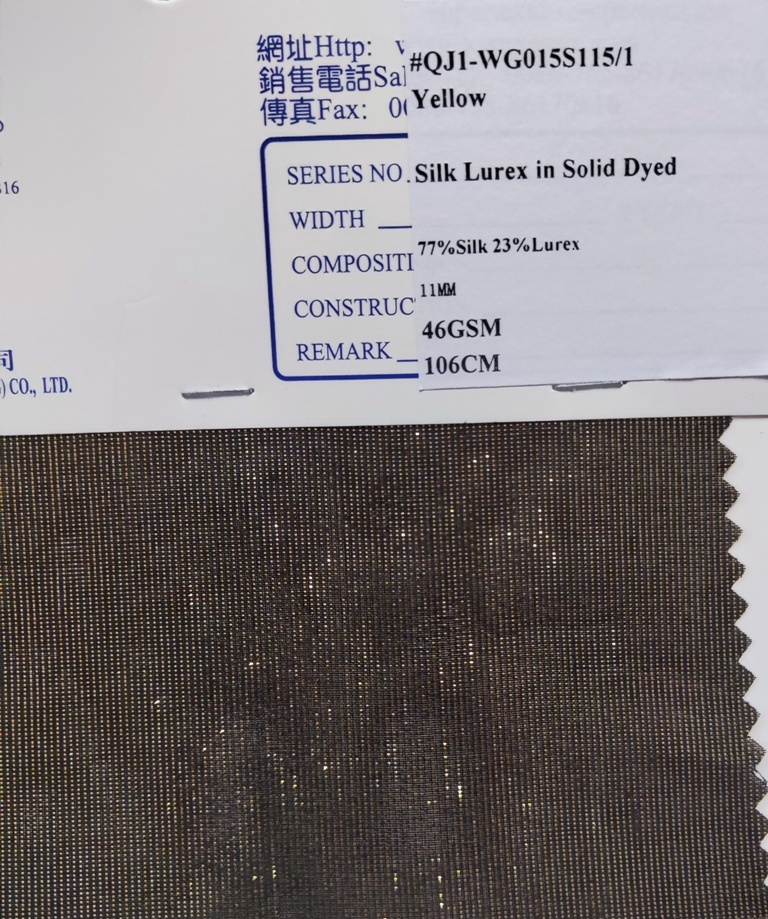 網址Http:
銷售電話Sal
傳真Fax: 0
#QJ1-WG015S115/1
Yellow
Silk Lurex in Solid Dyed
77%Silk 23%Lurex
11MM
46GSM
106CM
SERIES NO.
WIDTH
COMPOSITI
CONSTRUC
REMARK
16
司
) CO., LTD.